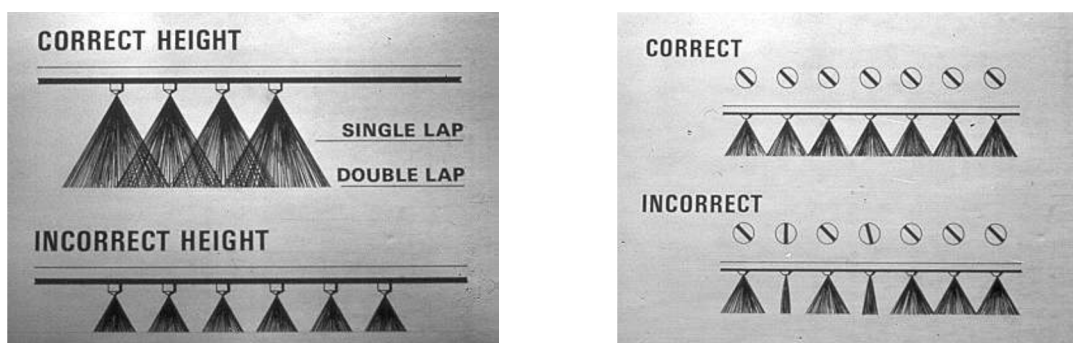 CORRECT HEIGHT
SINGLE LAP
DOUBLE LAP
INCORRECT HEIGHT
CORRECT
INCORRECT